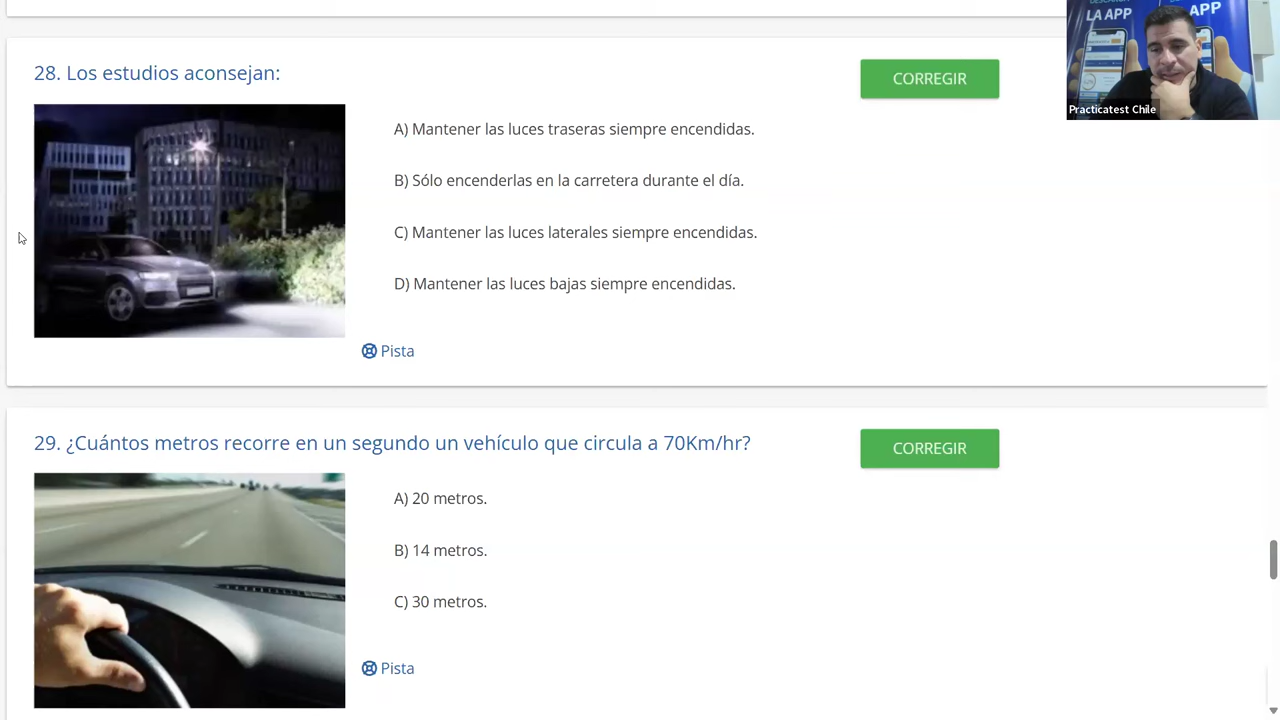 28. Los estudios aconsejan:
CORREGIR
A) Mantener las luces traseras siempre encendidas.
B) Sólo encenderlas en la carretera durante el día.
C) Mantener las luces laterales siempre encendidas.
D) Mantener las luces bajas siempre encendidas.
Pista
29. ¿Cuántos metros recorre en un segundo un vehículo que circula a 70Km/hr?
CORREGIR
A) 20 metros.
B) 14 metros.
C) 30 metros.
Pista
LA APP
APP
Practicatest Chile